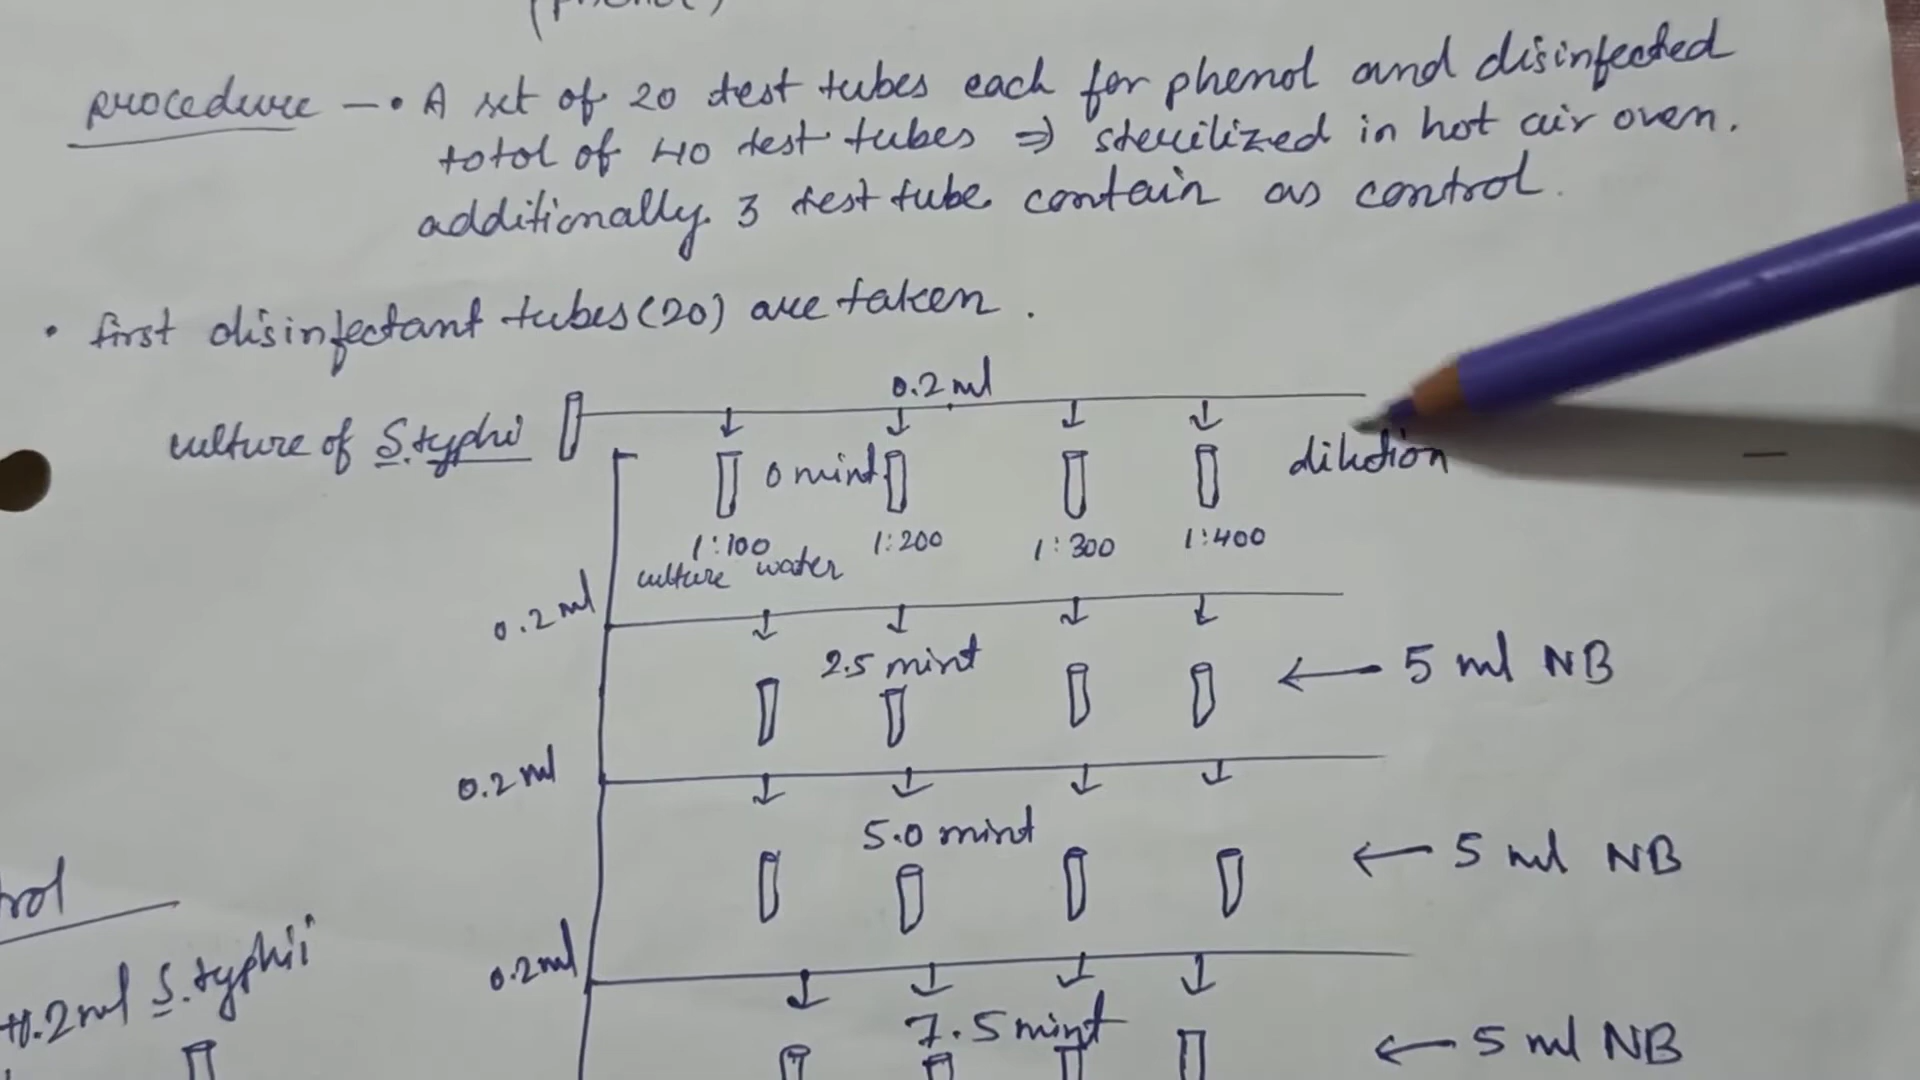 (phenol)
procedure - • A set of 20 test tubes each for phenol and disinfected
total of 40 test tubes ⇒ sterilized in hot air oven.
additionally. 3 test tube contain as control.
• first disinfectant tubes (20) are taken.
0.2 ml
culture of S. typhi
0 mint
dilution
1:100 1:200 1:300 1:400
culture water
0.2 ml
2.5 mint
← 5 ml NB
0.2 ml
5.0 mint
← 5 ml NB
0.2 ml
7.5 mint
← 5 ml NB
rol
0.2 ml S. typhii